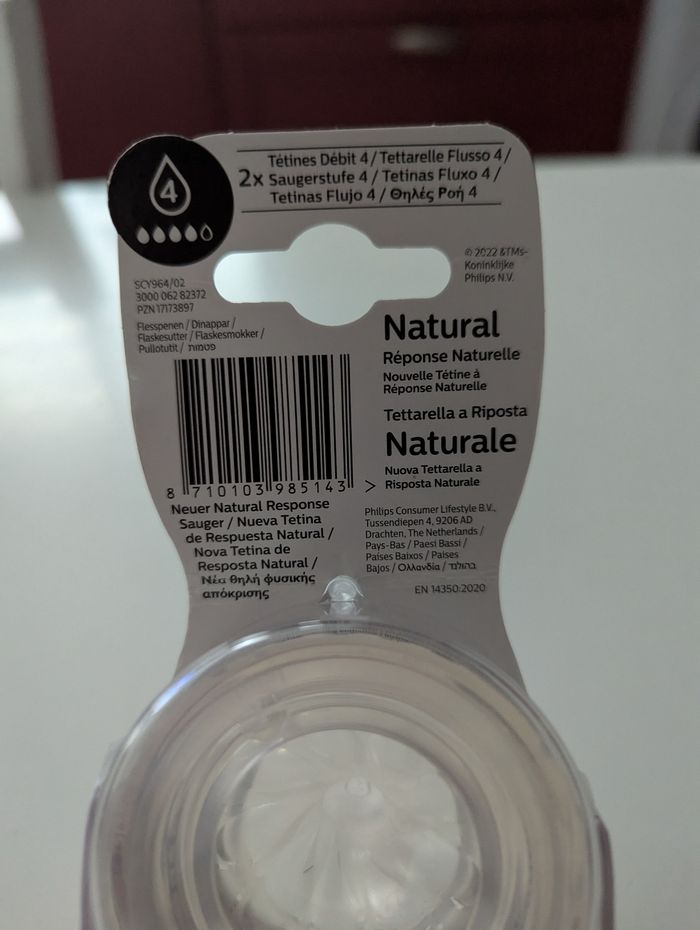 4
2x
Tétines Débit 4 / Tettarelle Flusso 4 /
Saugerstufe 4 / Tetinas Fluxo 4 /
Tetinas Flujo 4 / Θηλές Ροή 4
© 2022 &TMs-
Koninklijke
Philips N.V.
SCY964/02
3000 062 82372
PZN 17173897
Flesspenen / Dinappar /
Flaskesutter / Flaskesmokker /
Pullotutit / פטמות
8 710103 985143 >
Neuer Natural Response
Sauger / Nueva Tetina
de Respuesta Natural /
Nova Tetina de
Resposta Natural /
Νέα θηλή φυσικής
απόκρισης
Natural
Réponse Naturelle
Nouvelle Tétine à
Réponse Naturelle
Tettarella a Riposta
Naturale
Nuova Tettarella a
Risposta Naturale
Philips Consumer Lifestyle B.V.,
Tussendiepen 4, 9206 AD
Drachten, The Netherlands /
Pays-Bas / Paesi Bassi /
Países Baixos / Países
Bajos / Ολλανδία / בהולנד
EN 14350:2020